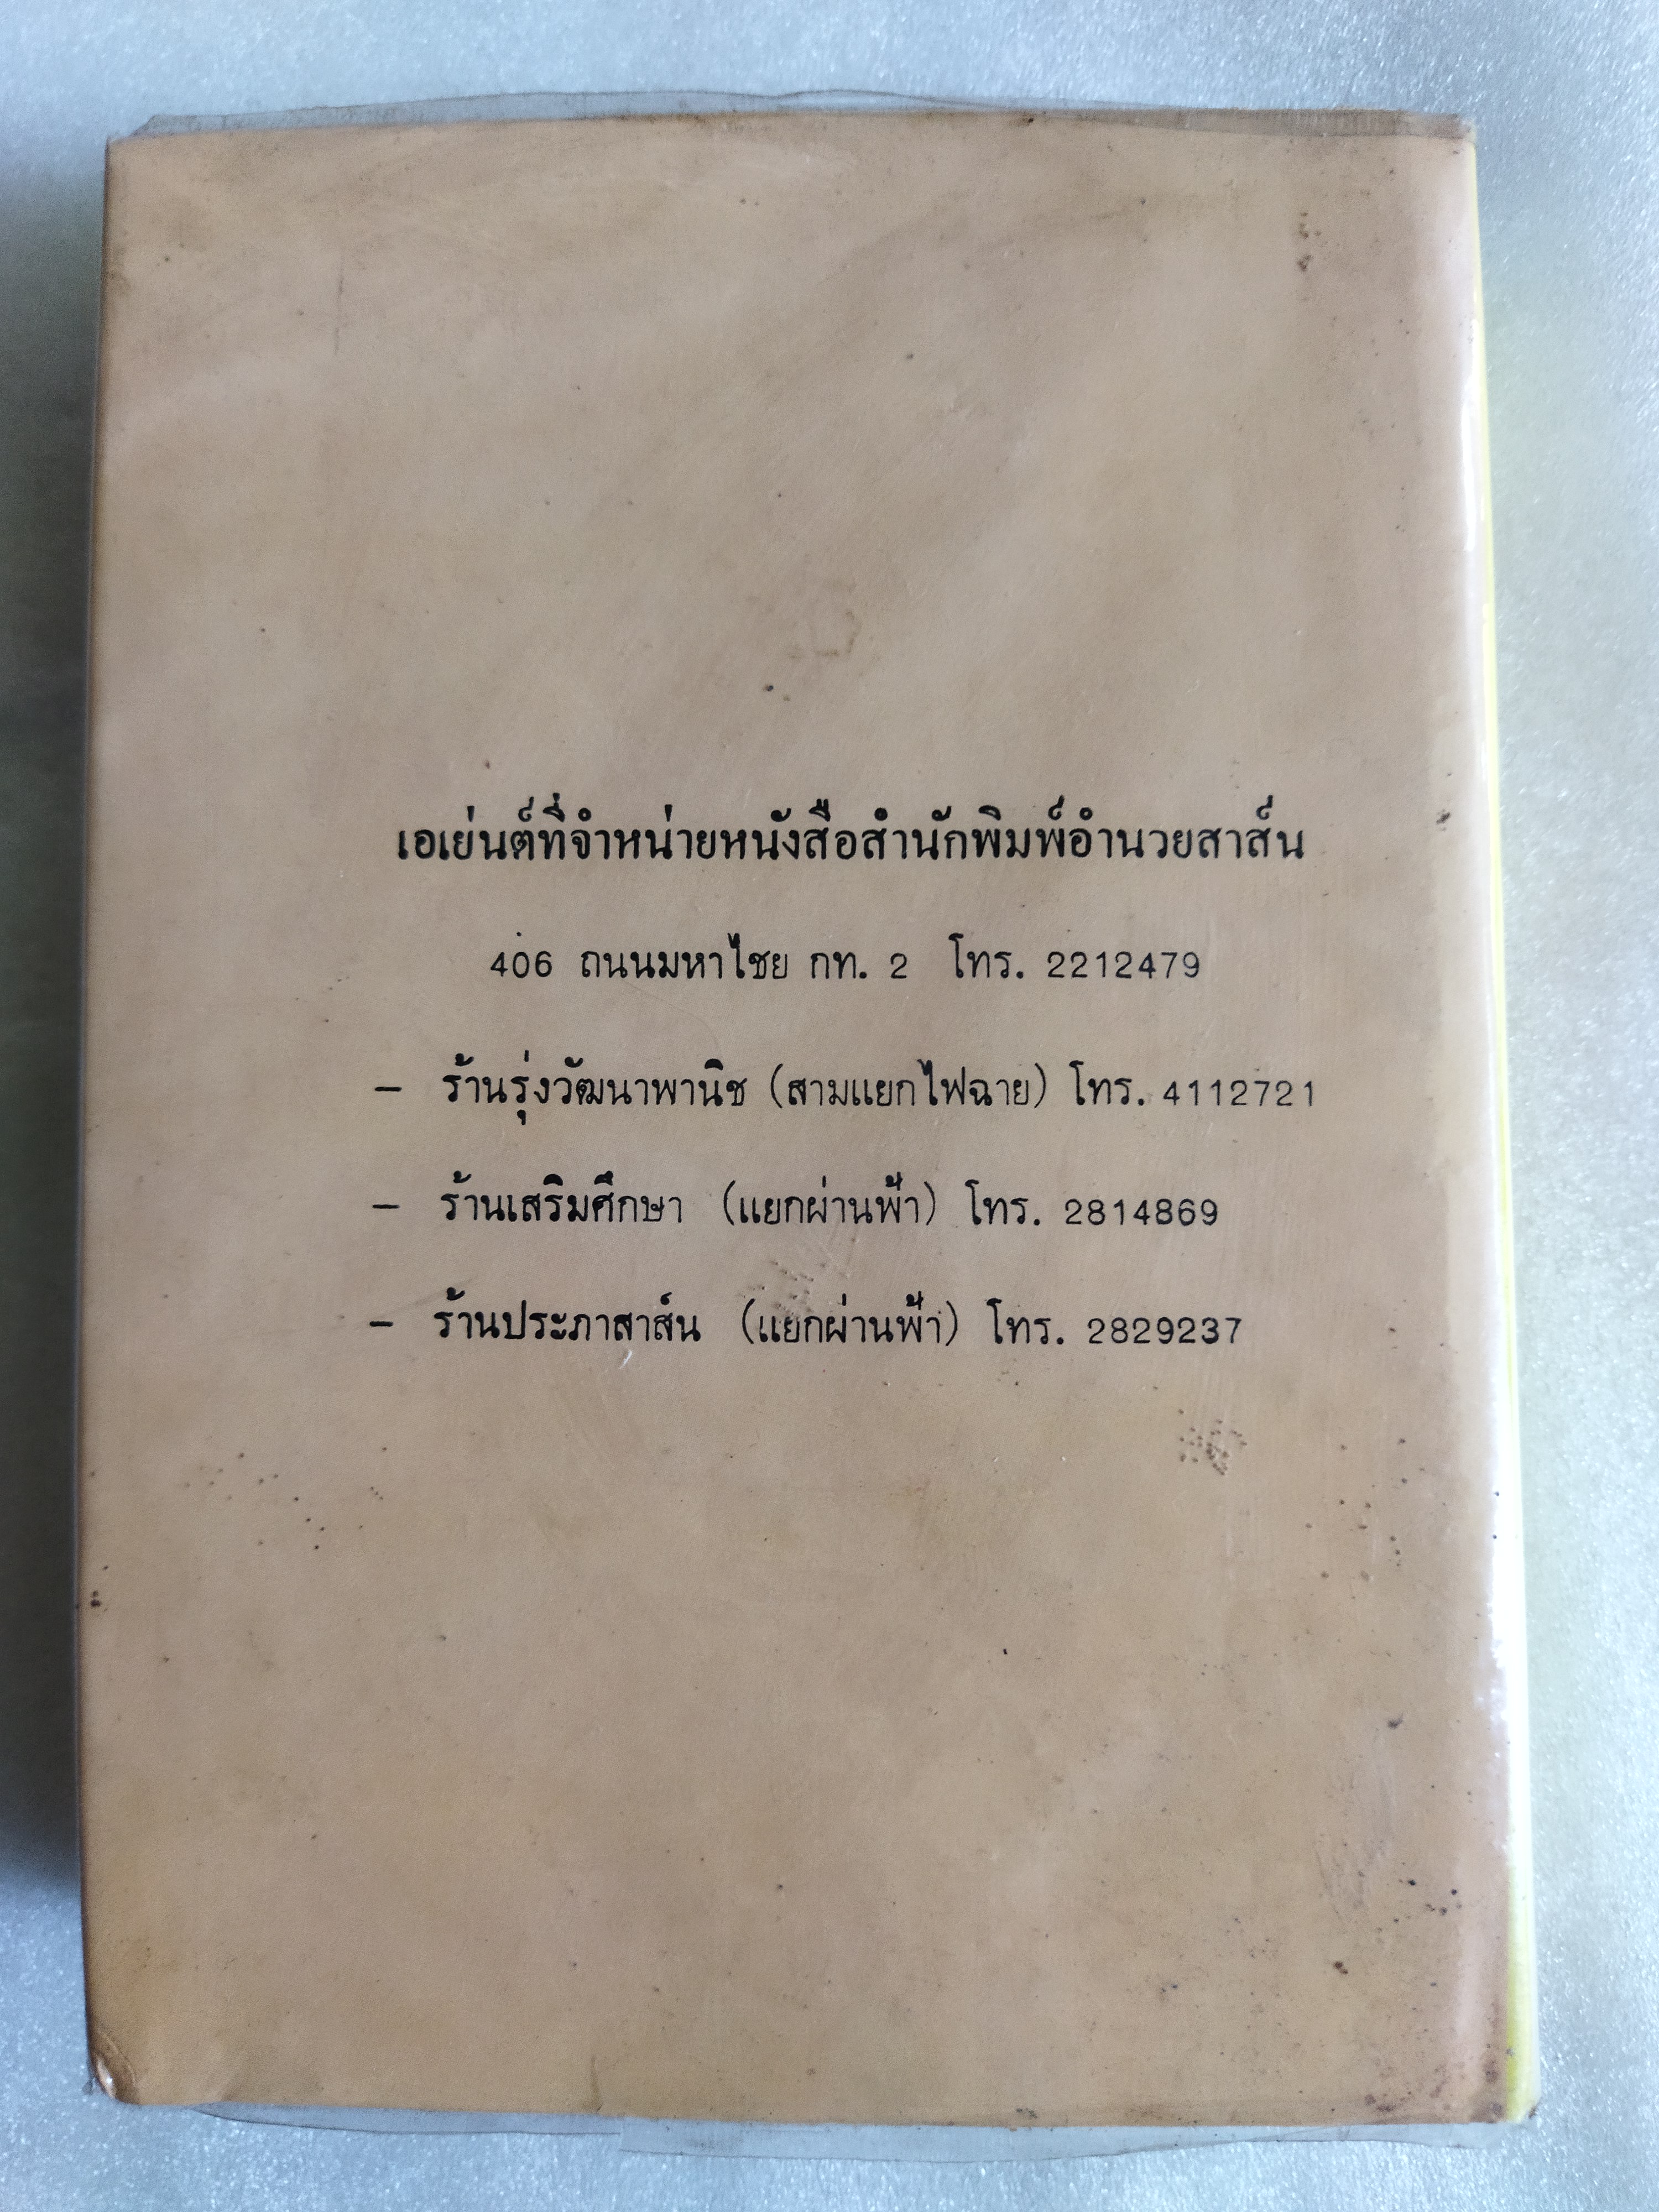 เอเย่นต์ที่จำหน่ายหนังสือสำนักพิมพ์อำนวยสาส์น
406 ถนนมหาไชย กท. 2 โทร. 2212479
- ร้านรุ่งวัฒนาพานิช (สามแยกไฟฉาย) โทร. 4112721
- ร้านเสริมศึกษา (แยกผ่านฟ้า) โทร. 2814869
- ร้านประภาสาส์น (แยกผ่านฟ้า) โทร. 2829237